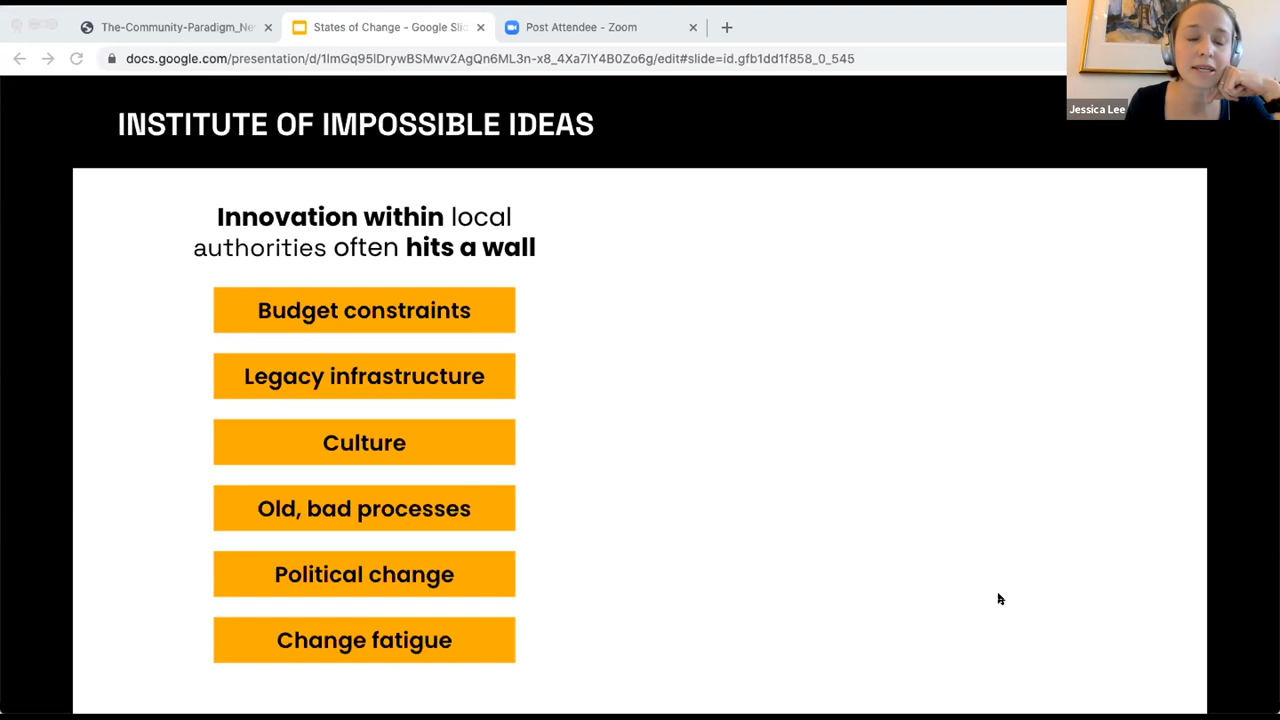 The-Community-Paradigm_Ne
States of Change - Google Slic
Post Attendee - Zoom
docs.google.com/presentation/d/1lmGq95lDrywBSMwv2AgQn6ML3n-x8_4Xa7lY4B0Zo6g/edit#slide=id.gfb1dd1f858_0_545
Jessica Lee
INSTITUTE OF IMPOSSIBLE IDEAS
Innovation within local
authorities often hits a wall
Budget constraints
Legacy infrastructure
Culture
Old, bad processes
Political change
Change fatigue